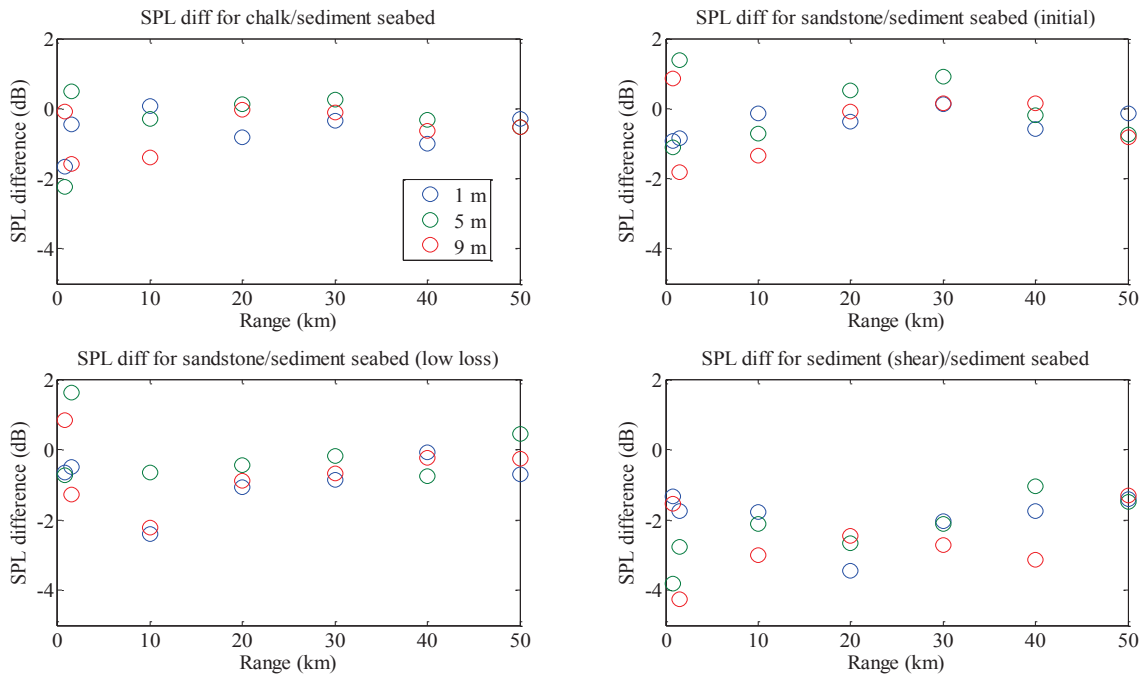 SPL diff for chalk/sediment seabed
2
0
-2
-4
SPL difference (dB)
1 m
5 m
9 m
0 10 20 30 40 50
Range (km)
SPL diff for sandstone/sediment seabed (initial)
2
0
-2
-4
SPL difference (dB)
0 10 20 30 40 50
Range (km)
SPL diff for sandstone/sediment seabed (low loss)
2
0
-2
-4
SPL difference (dB)
0 10 20 30 40 50
Range (km)
SPL diff for sediment (shear)/sediment seabed
2
0
-2
-4
SPL difference (dB)
0 10 20 30 40 50
Range (km)